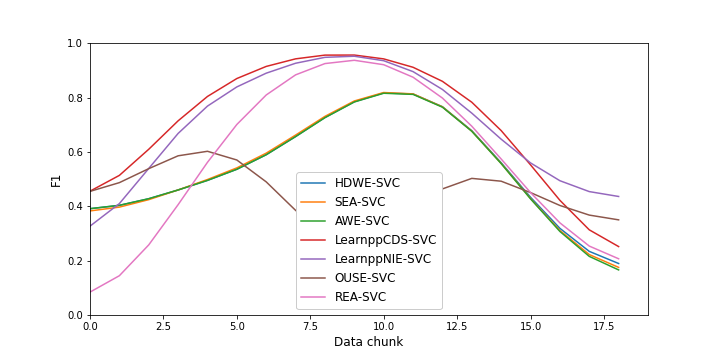 1.0
0.8
0.6
0.4
0.2
0.0
F1
HDWE-SVC
SEA-SVC
AWE-SVC
LearnppCDS-SVC
LearnppNIE-SVC
OUSE-SVC
REA-SVC
0.0 2.5 5.0 7.5 10.0 12.5 15.0 17.5
Data chunk